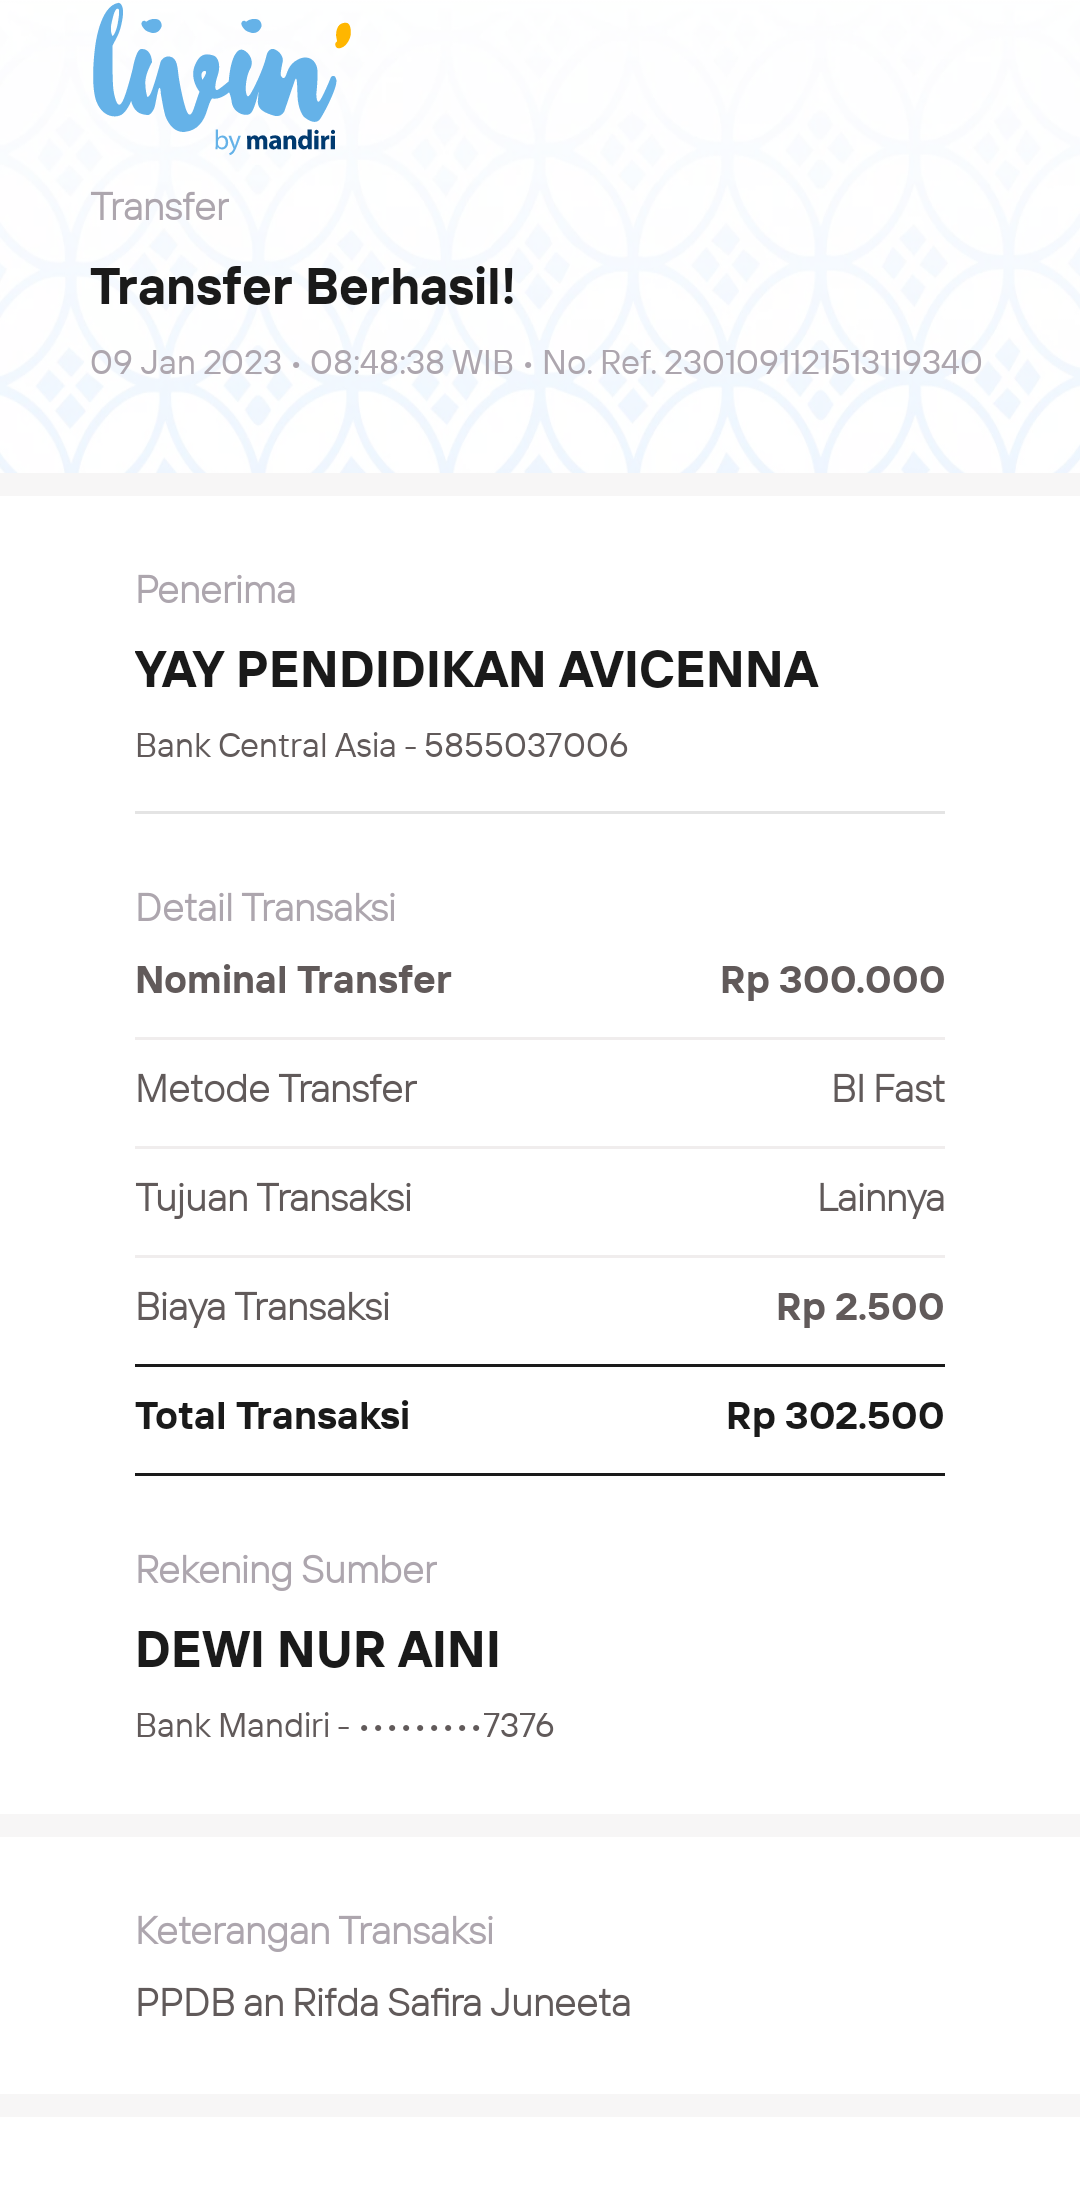 livin'
by mandiri
Transfer
Transfer Berhasil!
09 Jan 2023 • 08:48:38 WIB • No. Ref. 2301091121513119340
Penerima
YAY PENDIDIKAN AVICENNA
Bank Central Asia - 5855037006
Detail Transaksi
Nominal Transfer Rp 300.000
Metode Transfer BI Fast
Tujuan Transaksi Lainnya
Biaya Transaksi Rp 2.500
Total Transaksi Rp 302.500
Rekening Sumber
DEWI NUR AINI
Bank Mandiri - •••••••••7376
Keterangan Transaksi
PPDB an Rifda Safira Juneeta